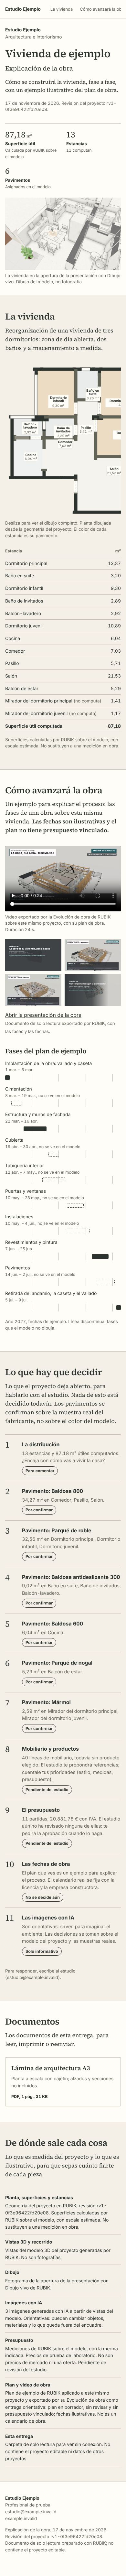 Estudio Ejemplo
La vivienda
Cómo avanzará la ob
Estudio Ejemplo
Arquitectura e interiorismo
Vivienda de ejemplo
Explicación de la obra
Cómo se construirá la vivienda, fase a fase,
con un ejemplo ilustrativo del plan de obra.
17 de noviembre de 2026. Revisión de proyecto rv1-
0f3a96422fd20e08.
87,18 m²
Superficie útil
Calculada por RUBIK sobre
el modelo
13
Estancias
11 computan
6
Pavimentos
Asignados en el modelo
La vivienda en la apertura de la presentación con Dibujo
vivo. Dibujo del modelo, no fotografía.
La vivienda
Reorganización de una vivienda de tres
dormitorios: zona de día abierta, dos
baños y almacenamiento a medida.
Desliza para ver el dibujo completo. Planta dibujada
desde la geometría del proyecto. El color de cada
estancia es su pavimento.
Estancia
m²
Dormitorio principal
12,37
Baño en suite
3,20
Dormitorio infantil
9,30
Baño de invitados
2,89
Balcón-lavadero
2,92
Dormitorio juvenil
10,89
Cocina
6,04
Comedor
7,03
Pasillo
5,71
Salón
21,53
Balcón de estar
5,29
Mirador del dormitorio principal (no computa)
1,41
Mirador del dormitorio juvenil (no computa)
1,17
Superficie útil computada
87,18
Superficies calculadas por RUBIK sobre el modelo, con
escala estimada. No sustituyen a una medición en obra.
Cómo avanzará la obra
Un ejemplo para explicar el orden: las
fases de una obra sobre esta misma
vivienda. Las fechas son ilustrativas y el
plan no tiene presupuesto vinculado.
0:00 / 0:24
Vídeo exportado por la Evolución de obra de RUBIK
sobre este mismo proyecto, con su plan de obra.
Duración 24 s.
Abrir la presentación de la obra
Documento de solo lectura exportado por RUBIK, con
las fases y las fechas.
Fases del plan de ejemplo
Implantación de la obra: vallado y caseta
1 mar. – 6 mar.
Cimentación
8 mar. – 19 mar., no se ve en el modelo
Estructura y muros de fachada
22 mar. – 16 abr.
Cubierta
19 abr. – 30 abr., no se ve en el modelo
Tabiquería interior
12 abr. – 7 may., no se ve en el modelo
Puertas y ventanas
10 may. – 28 may., no se ve en el modelo
Instalaciones
10 may. – 4 jun., no se ve en el modelo
Revestimientos y pintura
7 jun. – 25 jun.
Pavimentos
14 jun. – 2 jul., no se ve en el modelo
Retirada del andamio, la caseta y el vallado
5 jul. – 9 jul.
Año 2027, fechas de ejemplo. Línea discontinua: fases
que el modelo no dibuja.
Lo que hay que decidir
Lo que el proyecto deja abierto, para
hablarlo con el estudio. Nada de esto está
decidido todavía. Los pavimentos se
confirman sobre una muestra real del
fabricante, no sobre el color del modelo.
1
La distribución
13 estancias y 87,18 m² útiles computados.
¿Encaja con cómo vas a vivir la casa?
Para comentar
2
Pavimento: Baldosa 800
34,27 m² en Comedor, Pasillo, Salón.
Por confirmar
3
Pavimento: Parqué de roble
32,56 m² en Dormitorio principal, Dormitorio
infantil, Dormitorio juvenil.
Por confirmar
4
Pavimento: Baldosa antideslizante 300
9,02 m² en Baño en suite, Baño de invitados,
Balcón-lavadero.
Por confirmar
5
Pavimento: Baldosa 600
6,04 m² en Cocina.
Por confirmar
6
Pavimento: Parqué de nogal
5,29 m² en Balcón de estar.
Por confirmar
7
Pavimento: Mármol
2,59 m² en Mirador del dormitorio principal,
Mirador del dormitorio juvenil.
Por confirmar
8
Mobiliario y productos
40 líneas de mobiliario, todavía sin producto
elegido. El estudio te propondrá referencias;
cuéntale tus prioridades (estilo, medidas,
presupuesto).
Pendiente del estudio
9
El presupuesto
11 partidas, 20.881,78 € con IVA. El estudio
aún no ha revisado ninguna de ellas; te
pedirá la aprobación cuando lo haga.
Pendiente del estudio
10
Las fechas de obra
El plan que ves es un ejemplo para explicar
el proceso. El calendario real se fija con la
licencia y la empresa constructora.
No se decide aún
11
Las imágenes con IA
Son orientativas: sirven para imaginar el
ambiente. Las decisiones se toman sobre el
modelo del proyecto y las muestras reales.
Solo informativo
Para responder, escribe al estudio
(estudio@example.invalid).
Documentos
Los documentos de esta entrega, para
leer, imprimir o reenviar.
Lámina de arquitectura A3
Planta a escala con cajetín, alzados y secciones
no incluidos.
PDF, 1 pág., 31 KB
De dónde sale cada cosa
Lo que es medida del proyecto y lo que es
ilustrativo, para que sepas cuánto fiarte
de cada pieza.
Planta, superficies y estancias
Geometría del proyecto en RUBIK, revisión rv1-
0f3a96422fd20e08. Superficies calculadas por
RUBIK sobre el modelo, con escala estimada. No
sustituyen a una medición en obra.
Vistas 3D y recorrido
Vistas del modelo 3D del proyecto generadas por
RUBIK. No son fotografías.
Dibujo
Fotograma de la apertura de la presentación con
Dibujo vivo de RUBIK.
Imágenes con IA
3 imágenes generadas con IA a partir de vistas del
modelo. Orientativas: pueden cambiar objetos,
materiales y lo que queda fuera del encuadre.
Presupuesto
Mediciones de RUBIK sobre el modelo, con la merma
indicada. Precios de prueba de laboratorio. No son
precios de mercado ni una oferta. Pendiente de
revisión del estudio.
Plan y vídeo de obra
Plan de ejemplo de RUBIK aplicado a este mismo
proyecto y exportado por su Evolución de obra como
entrega orientativa: plan en borrador, sin revisar y sin
presupuesto vinculado; fechas ilustrativas. No es un
calendario de obra.
Esta entrega
Carpeta de solo lectura para ver sin conexión. No
contiene el proyecto editable ni datos de otros
proyectos.
Estudio Ejemplo
Profesional de prueba
estudio@example.invalid
example.invalid
Explicación de la obra, 17 de noviembre de 2026.
Revisión de proyecto rv1-0f3a96422fd20e08.
Documento de solo lectura preparado con RUBIK; no
contiene el proyecto editable.